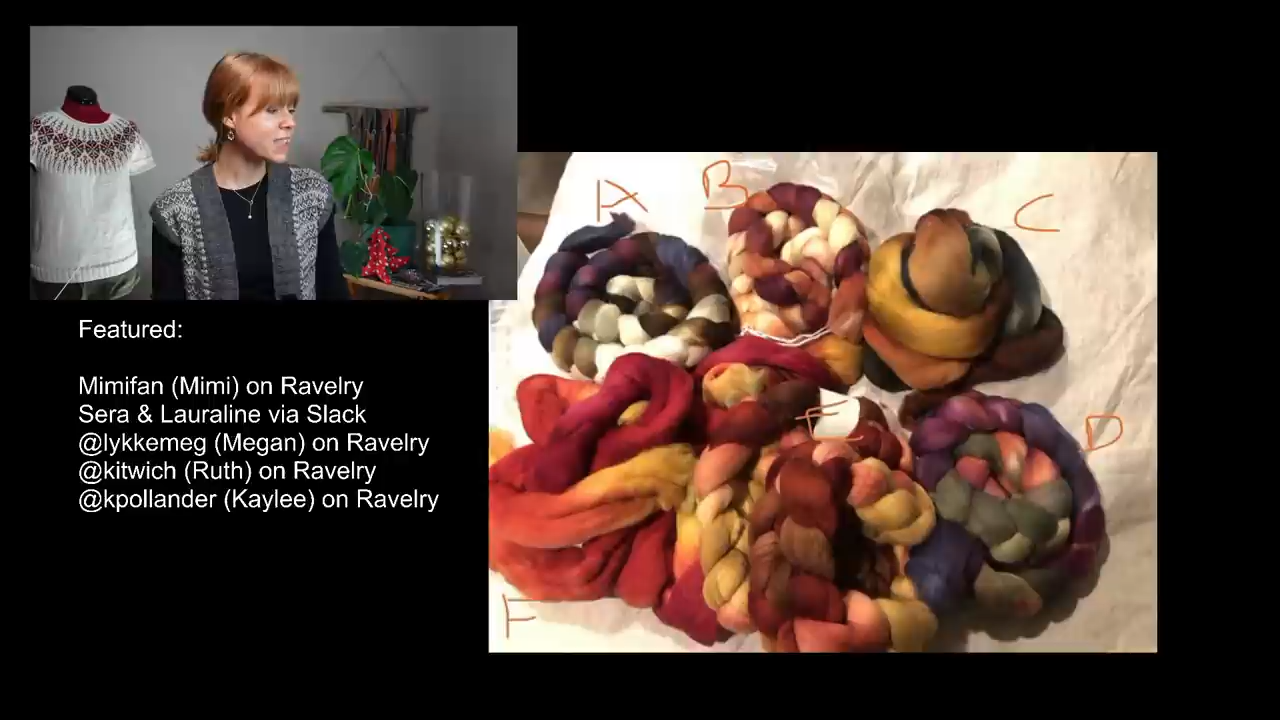 Featured:
Mimifan (Mimi) on Ravelry
Sera & Lauraline via Slack
@lykkemeg (Megan) on Ravelry
@kitwich (Ruth) on Ravelry
@kpollander (Kaylee) on Ravelry
A
B
C
D
E
F